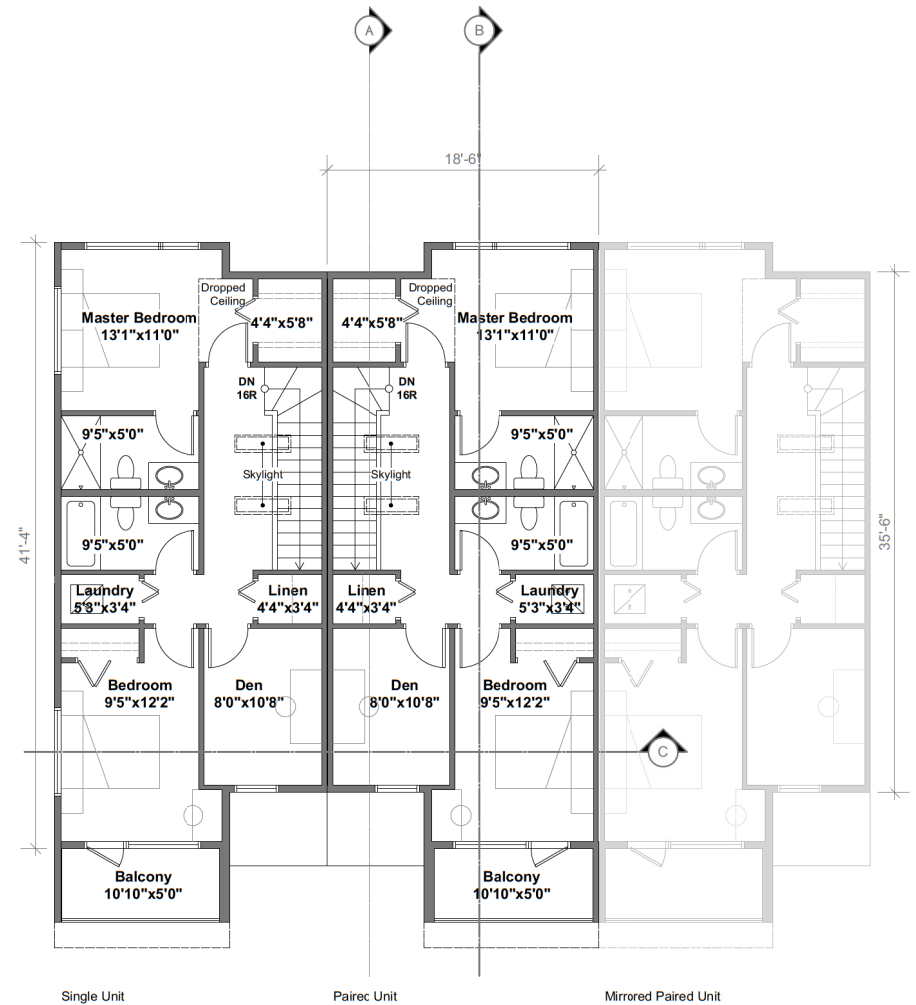 A
B
18'-6"
Dropped
Ceiling
Dropped
Ceiling
Master Bedroom
13'1"x11'0"
4'4"x5'8"
4'4"x5'8"
Master Bedroom
13'1"x11'0"
DN
16R
DN
16R
9'5"x5'0"
9'5"x5'0"
Skylight
Skylight
41'-4"
35'-6"
9'5"x5'0"
9'5"x5'0"
Laundry
5'3"x3'4"
Linen
4'4"x3'4"
Linen
4'4"x3'4"
Laundry
5'3"x3'4"
Bedroom
9'5"x12'2"
Den
8'0"x10'8"
Den
8'0"x10'8"
Bedroom
9'5"x12'2"
C
Balcony
10'10"x5'0"
Balcony
10'10"x5'0"
Single Unit
Paired Unit
Mirrored Paired Unit